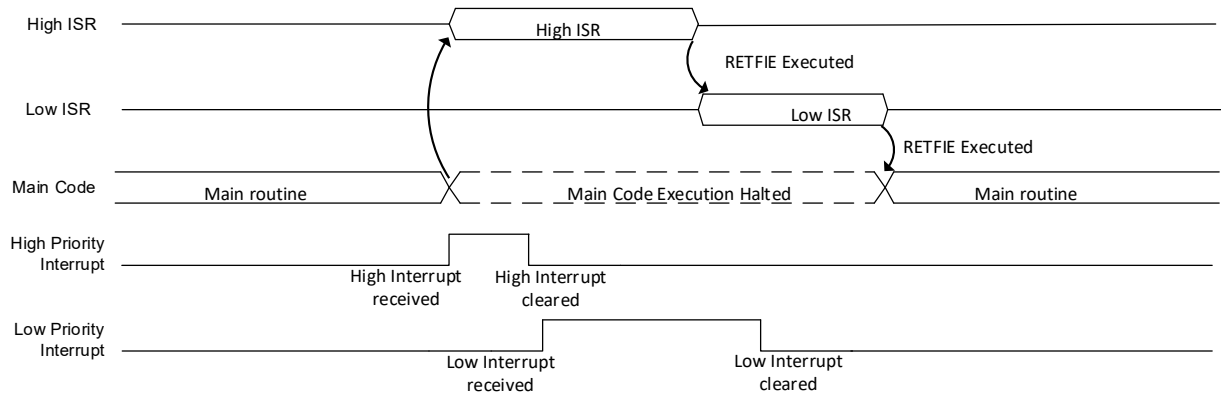 High ISR
High ISR
RETFIE Executed
Low ISR
Low ISR
RETFIE Executed
Main Code
Main routine
Main Code Execution Halted
Main routine
High Priority
Interrupt
High Interrupt
received
High Interrupt
cleared
Low Priority
Interrupt
Low Interrupt
received
Low Interrupt
cleared